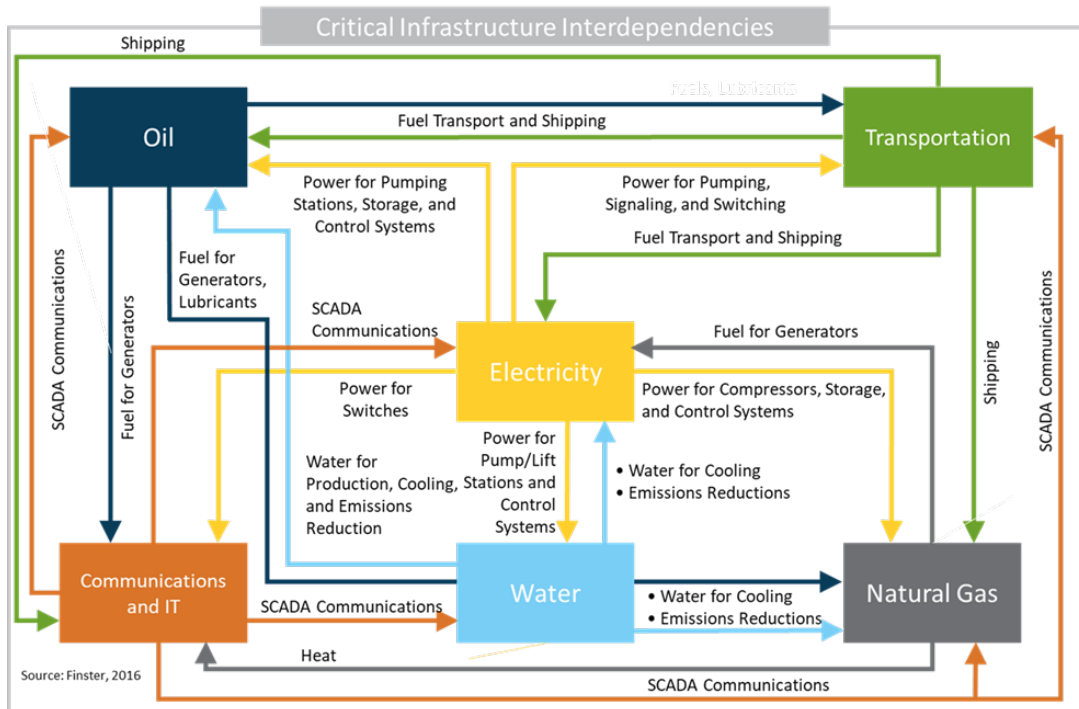 Critical Infrastructure Interdependencies
Shipping
Fuels, Lubricants
Oil
Transportation
Fuel Transport and Shipping
Power for Pumping
Stations, Storage, and
Control Systems
Power for Pumping,
Signaling, and Switching
Fuel Transport and Shipping
Fuel for
Generators,
Lubricants
SCADA Communications
Fuel for Generators
SCADA
Communications
Fuel for Generators
Shipping
SCADA Communications
Electricity
Power for
Switches
Power for Compressors, Storage,
and Control Systems
Water for
Production, Cooling,
and Emissions
Reduction
Power for
Pump/Lift
Stations and
Control
Systems
• Water for Cooling
• Emissions Reductions
Communications
and IT
Water
Natural Gas
SCADA Communications
• Water for Cooling
• Emissions Reductions
Heat
Source: Finster, 2016
SCADA Communications